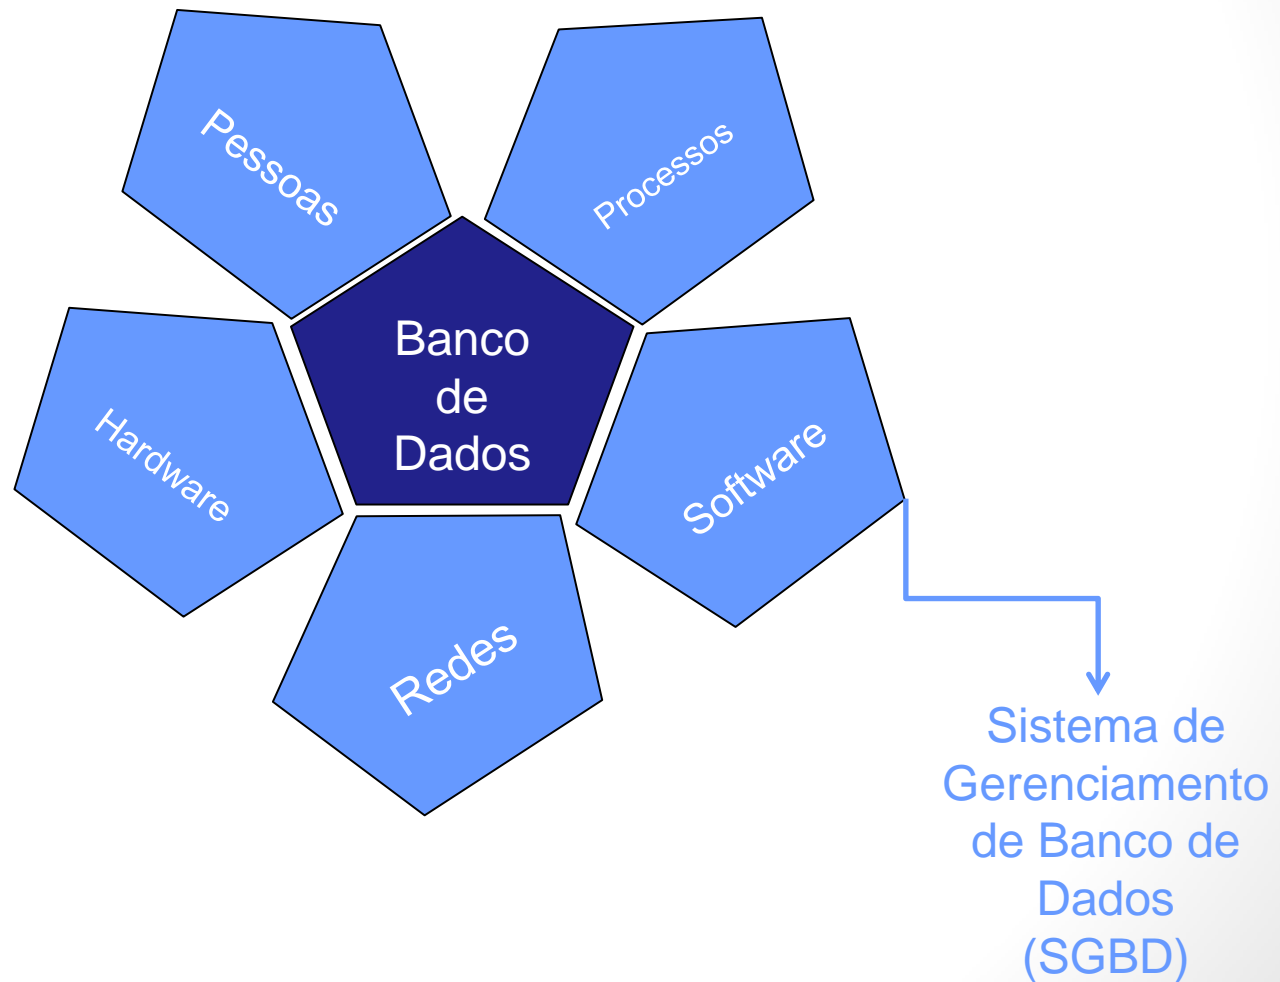 Pessoas
Processos
Banco
de
Dados
Hardware
Software
Redes
Sistema de
Gerenciamento
de Banco de
Dados
(SGBD)